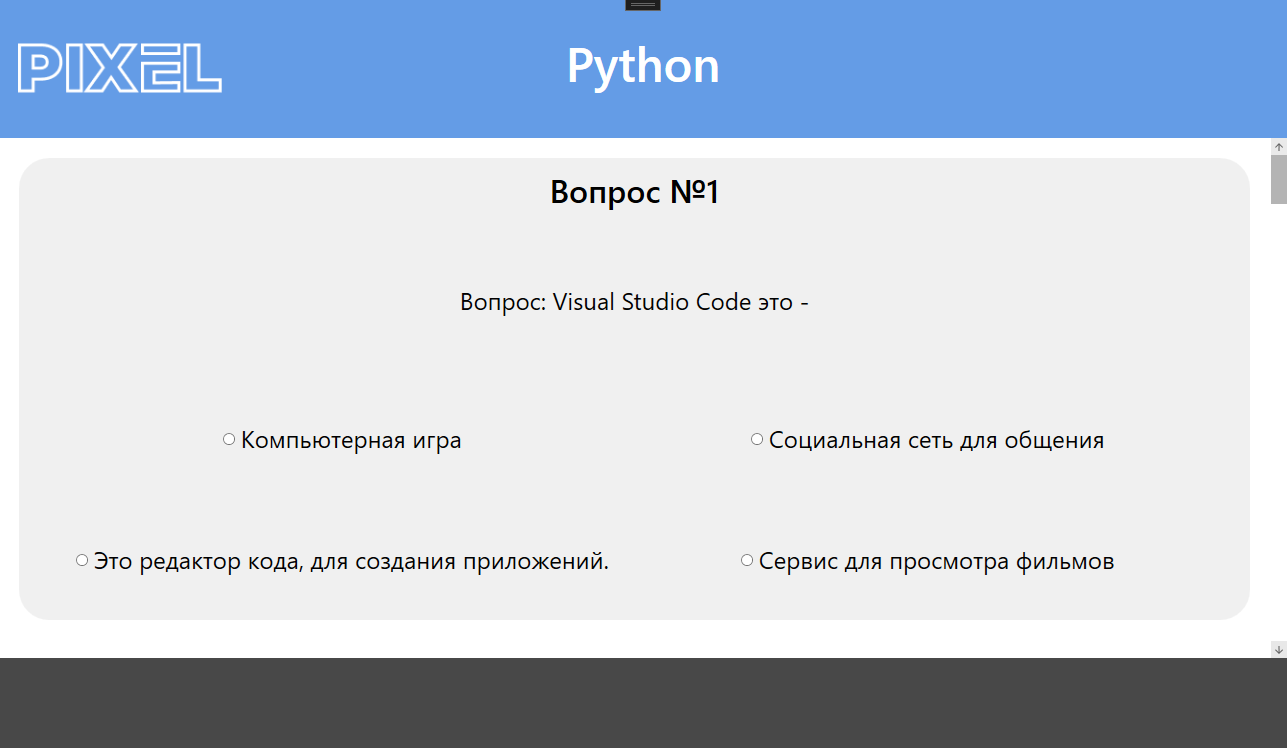 PIXEL
Python
Вопрос №1
Вопрос: Visual Studio Code это -
Компьютерная игра
Социальная сеть для общения
Это редактор кода, для создания приложений.
Сервис для просмотра фильмов